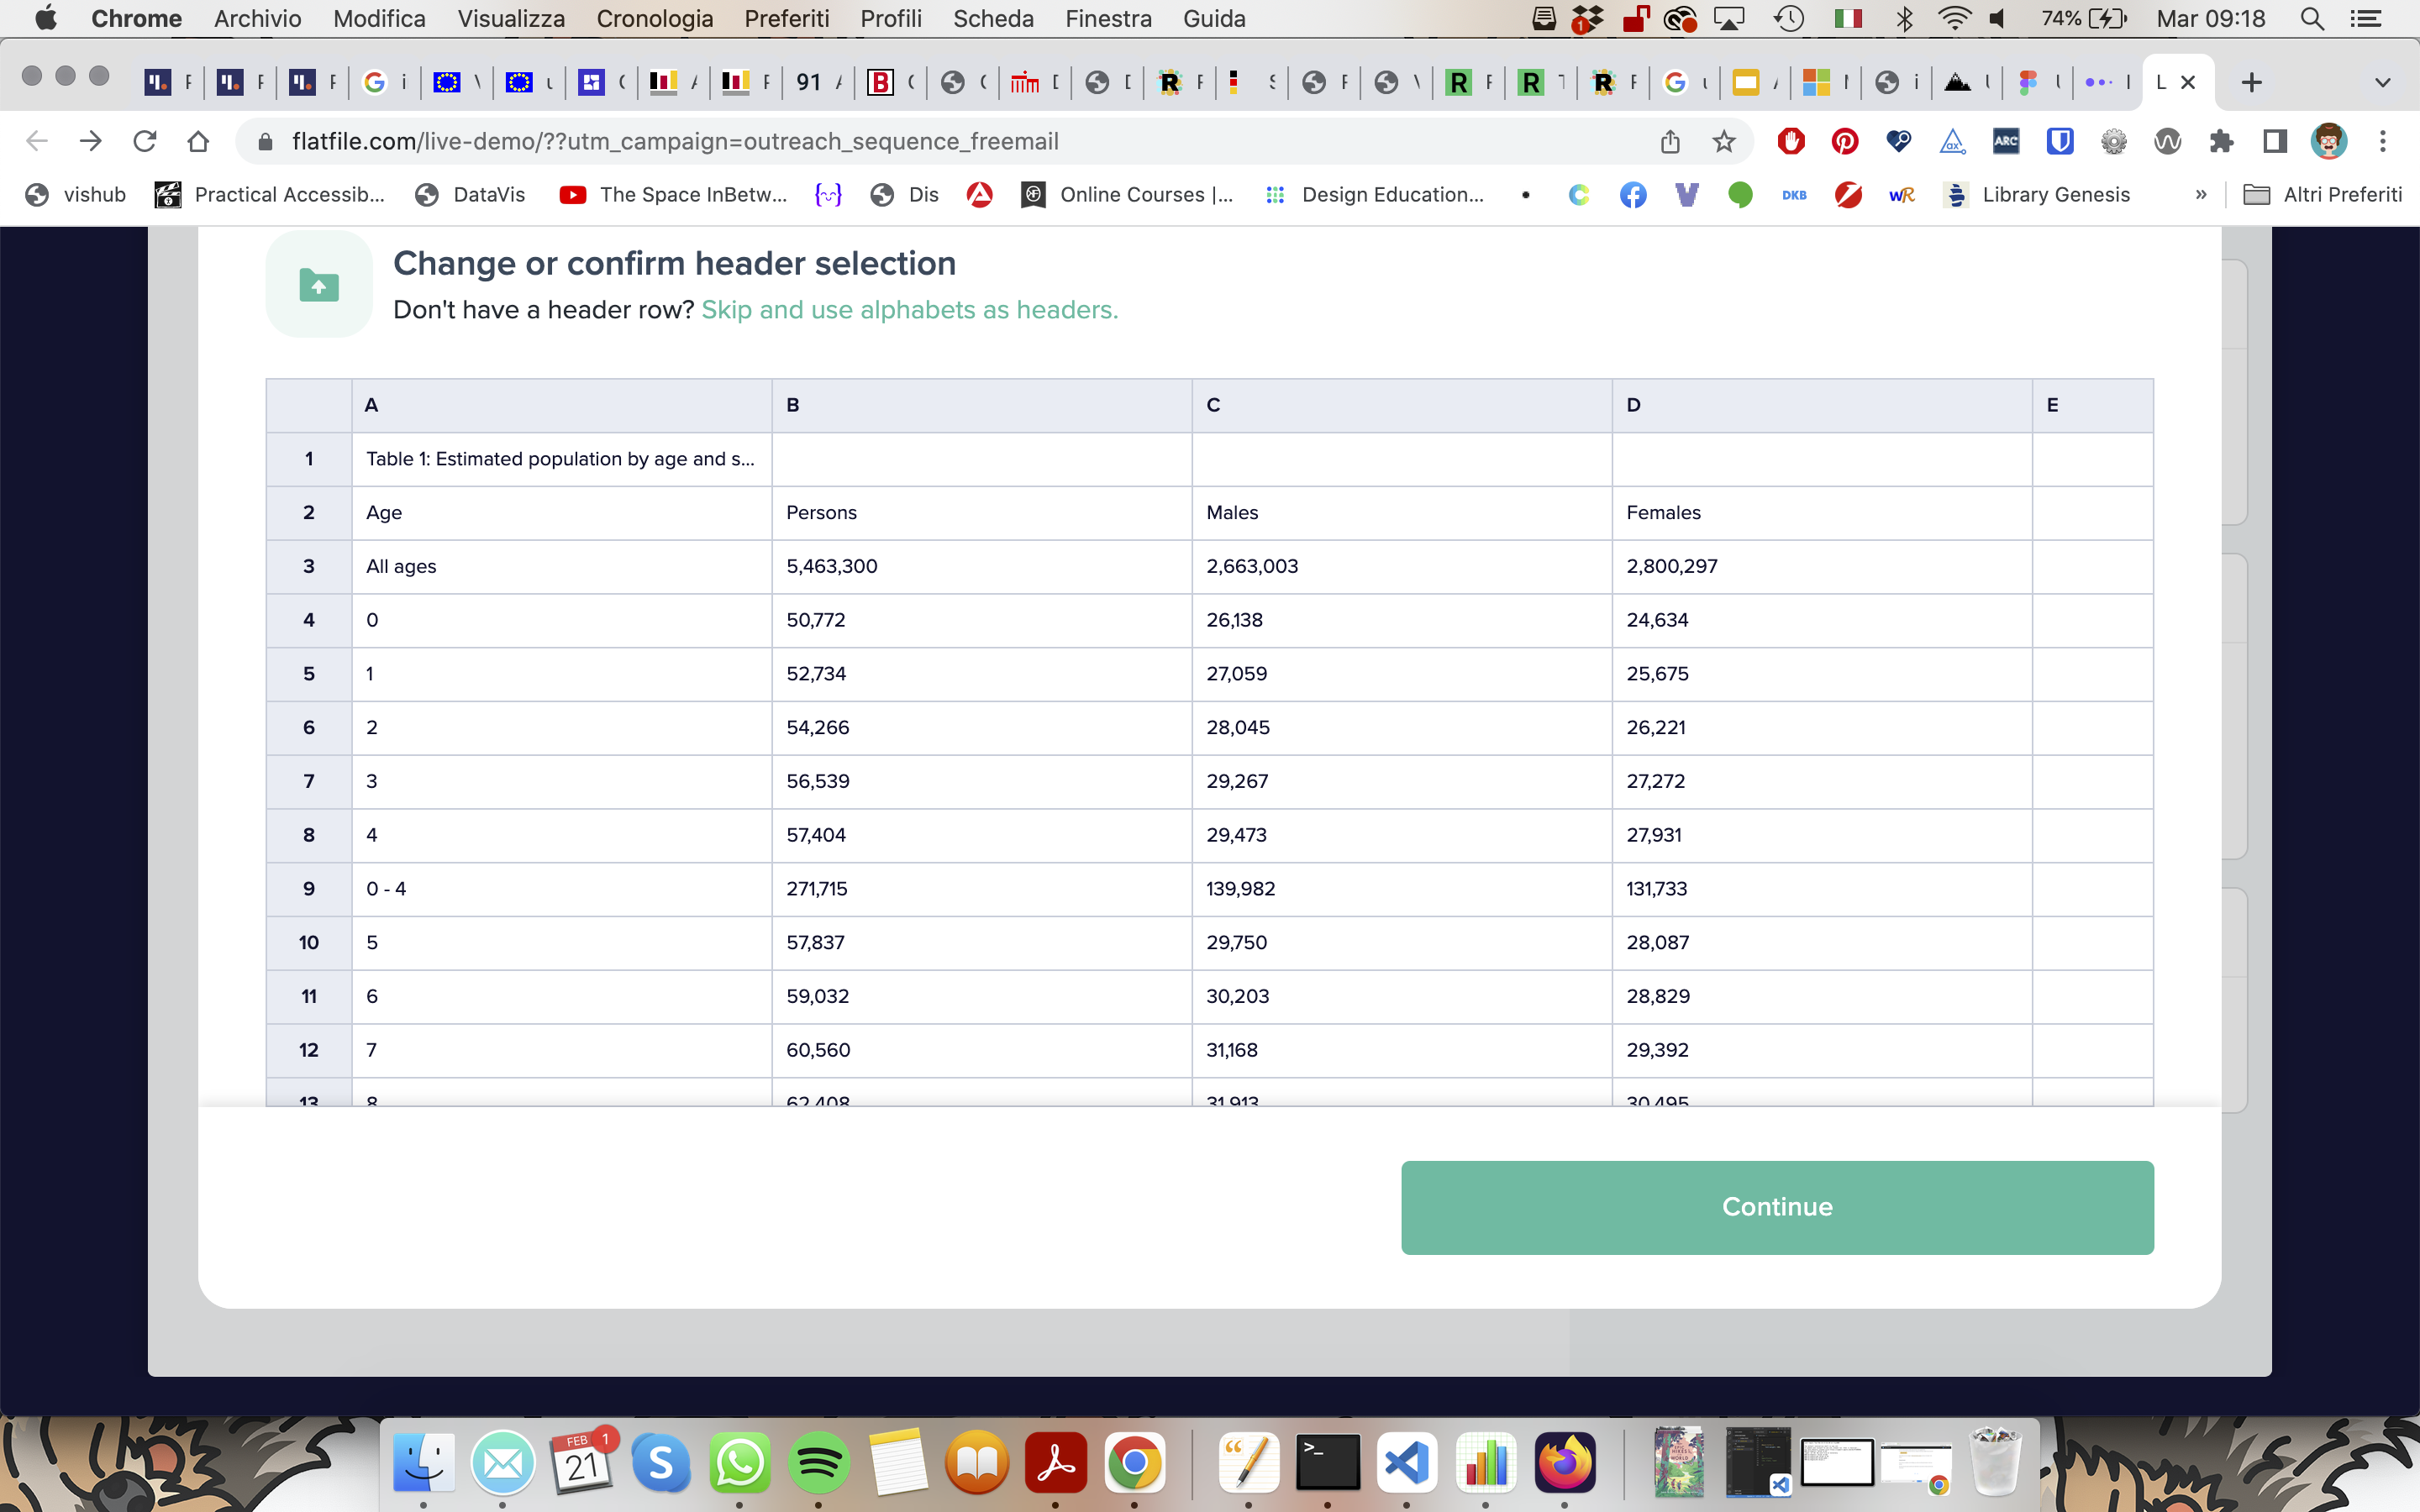 Chrome Archivio Modifica Visualizza Cronologia Preferiti Profili Scheda Finestra Guida 74% Mar 09:18
flatfile.com/live-demo/??utm_campaign=outreach_sequence_freemail
vishub Practical Accessib... DataVis The Space InBetw... Dis Online Courses |... Design Education... DKB wR Library Genesis » Altri Preferiti
Change or confirm header selection
Don't have a header row? Skip and use alphabets as headers.
A B C D E
1 Table 1: Estimated population by age and s...
2 Age Persons Males Females
3 All ages 5,463,300 2,663,003 2,800,297
4 0 50,772 26,138 24,634
5 1 52,734 27,059 25,675
6 2 54,266 28,045 26,221
7 3 56,539 29,267 27,272
8 4 57,404 29,473 27,931
9 0 - 4 271,715 139,982 131,733
10 5 57,837 29,750 28,087
11 6 59,032 30,203 28,829
12 7 60,560 31,168 29,392
13 8 62,408 31,913 30,495
Continue
FEB 21 1